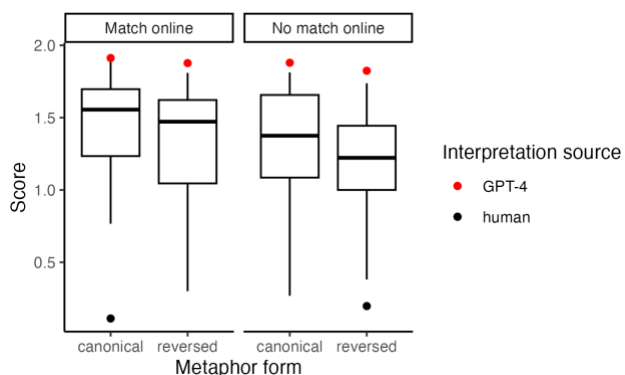 Match online
No match online
2.0
1.5
1.0
0.5
Score
canonical
reversed
canonical
reversed
Metaphor form
Interpretation source
GPT-4
human